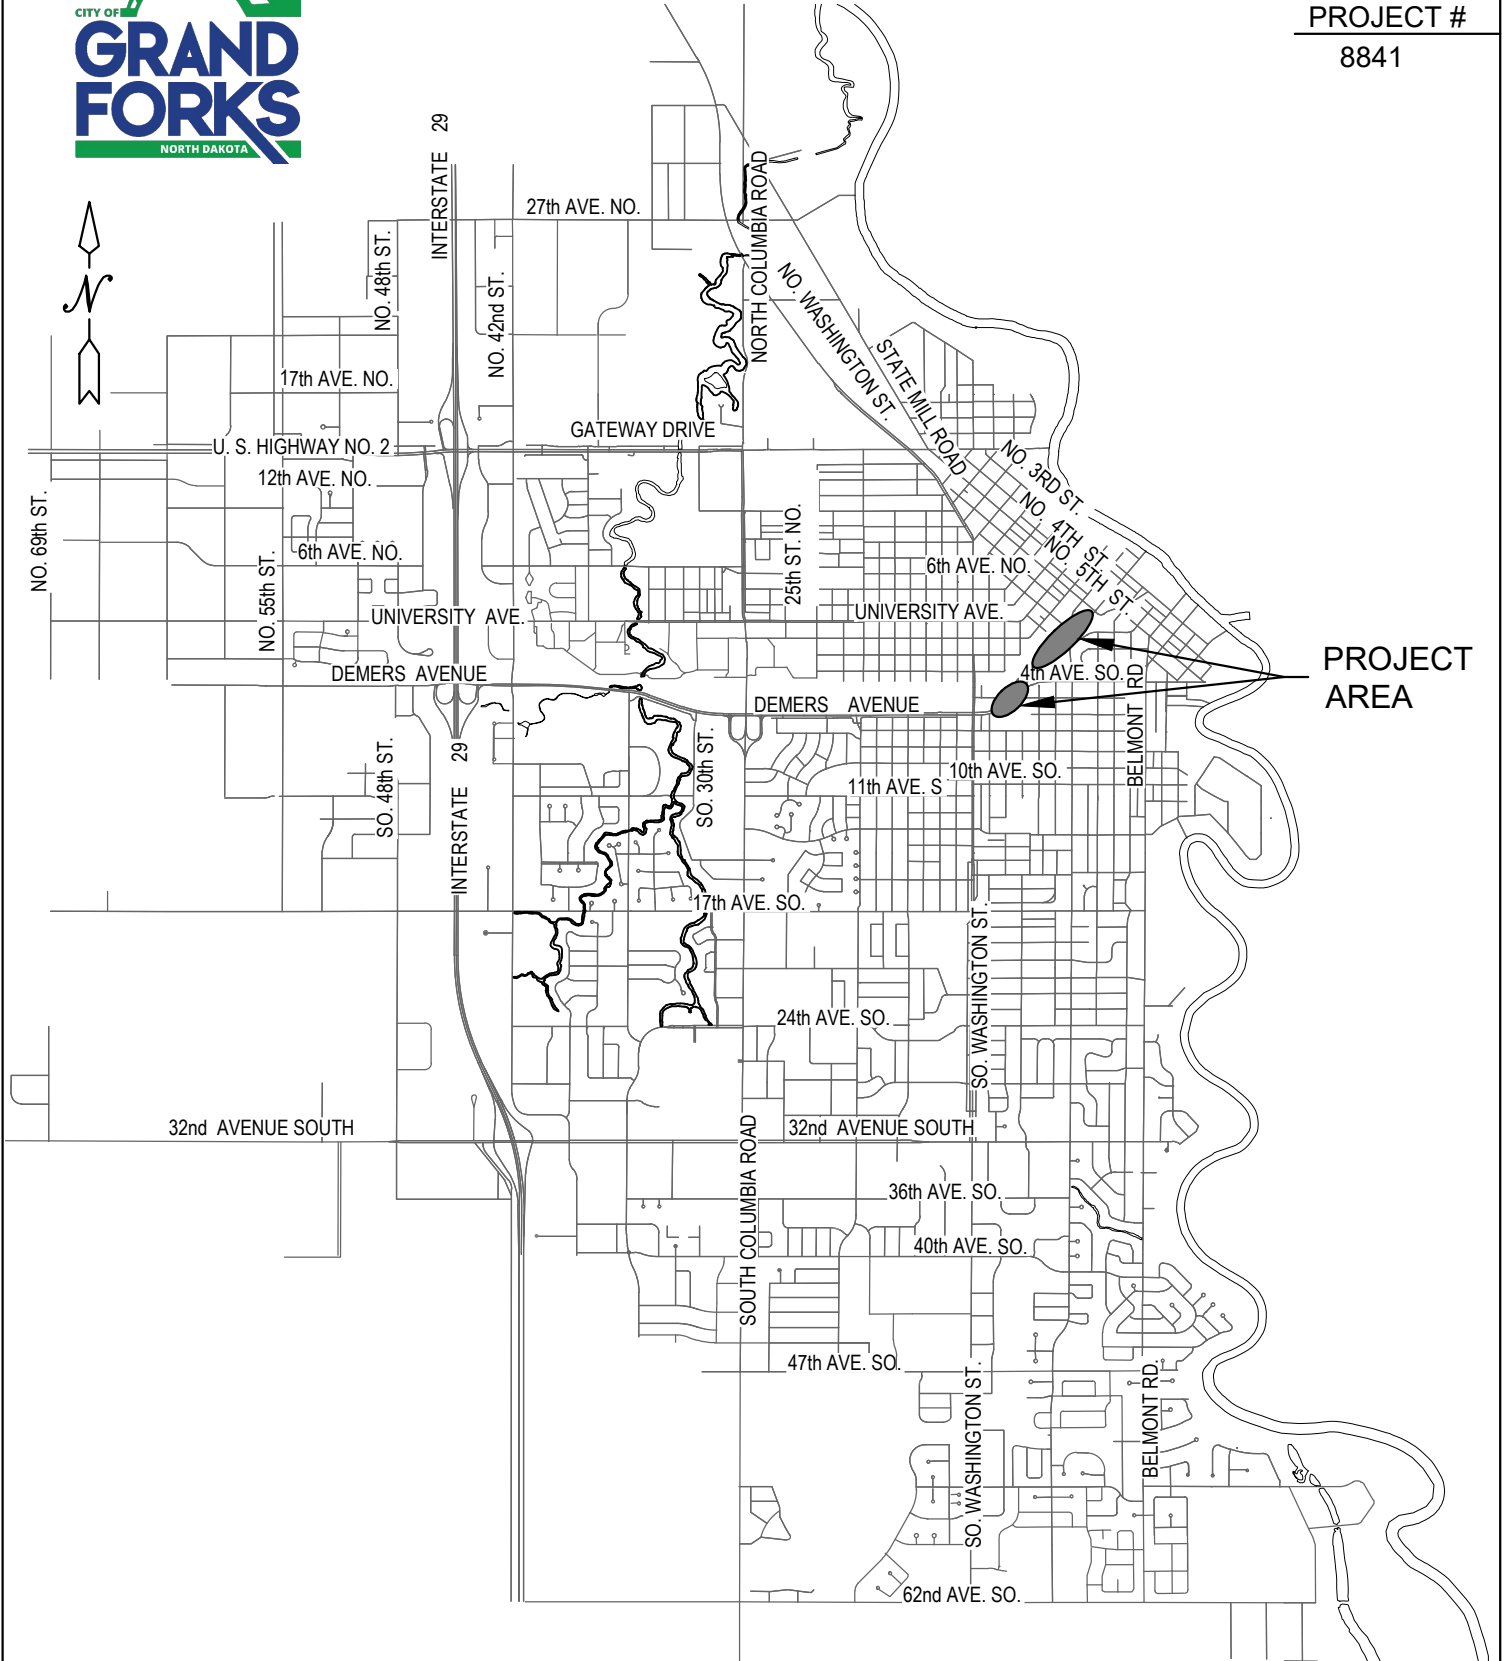 CITY OF
GRAND
FORKS
NORTH DAKOTA
PROJECT #
8841
N
INTERSTATE 29
27th AVE. NO.
NO. 48th ST.
NO. 42nd ST.
NORTH COLUMBIA ROAD
NO. WASHINGTON ST.
STATE MILL ROAD
17th AVE. NO.
GATEWAY DRIVE
U. S. HIGHWAY NO. 2
12th AVE. NO.
NO. 3RD ST.
NO. 4TH ST.
NO. 5TH ST.
NO. 69th ST.
6th AVE. NO.
NO. 55th ST.
25th ST. NO.
6th AVE. NO.
UNIVERSITY AVE.
UNIVERSITY AVE.
DEMERS AVENUE
4th AVE. SO.
PROJECT
AREA
DEMERS AVENUE
BELMONT RD
SO. 48th ST.
INTERSTATE 29
SO. 30th ST.
10th AVE. SO.
11th AVE. S
17th AVE. SO.
SO. WASHINGTON ST.
24th AVE. SO.
32nd AVENUE SOUTH
32nd AVENUE SOUTH
SOUTH COLUMBIA ROAD
36th AVE. SO.
40th AVE. SO.
47th AVE. SO.
SO. WASHINGTON ST.
BELMONT RD.
62nd AVE. SO.